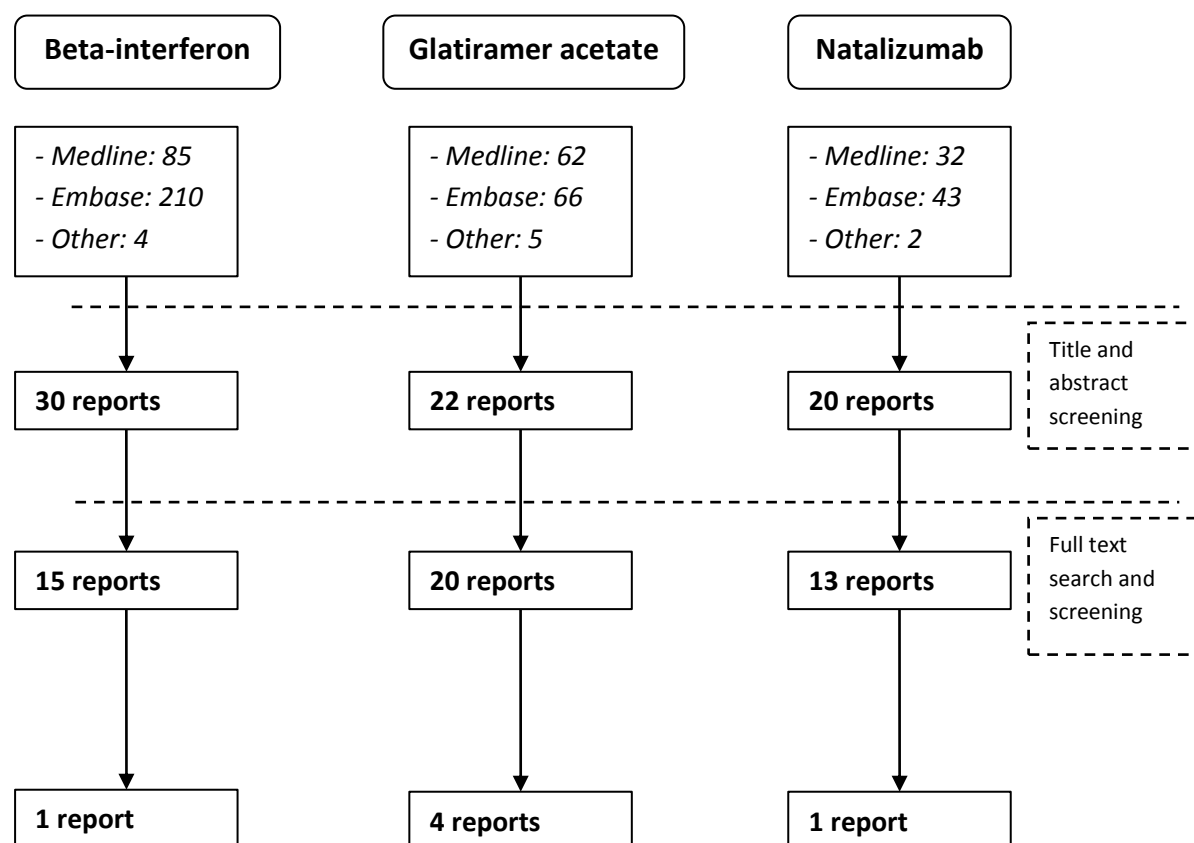 Beta-interferon
Glatiramer acetate
Natalizumab
- Medline: 85
- Embase: 210
- Other: 4
- Medline: 62
- Embase: 66
- Other: 5
- Medline: 32
- Embase: 43
- Other: 2
Title and
abstract
screening
30 reports
22 reports
20 reports
Full text
search and
screening
15 reports
20 reports
13 reports
1 report
4 reports
1 report